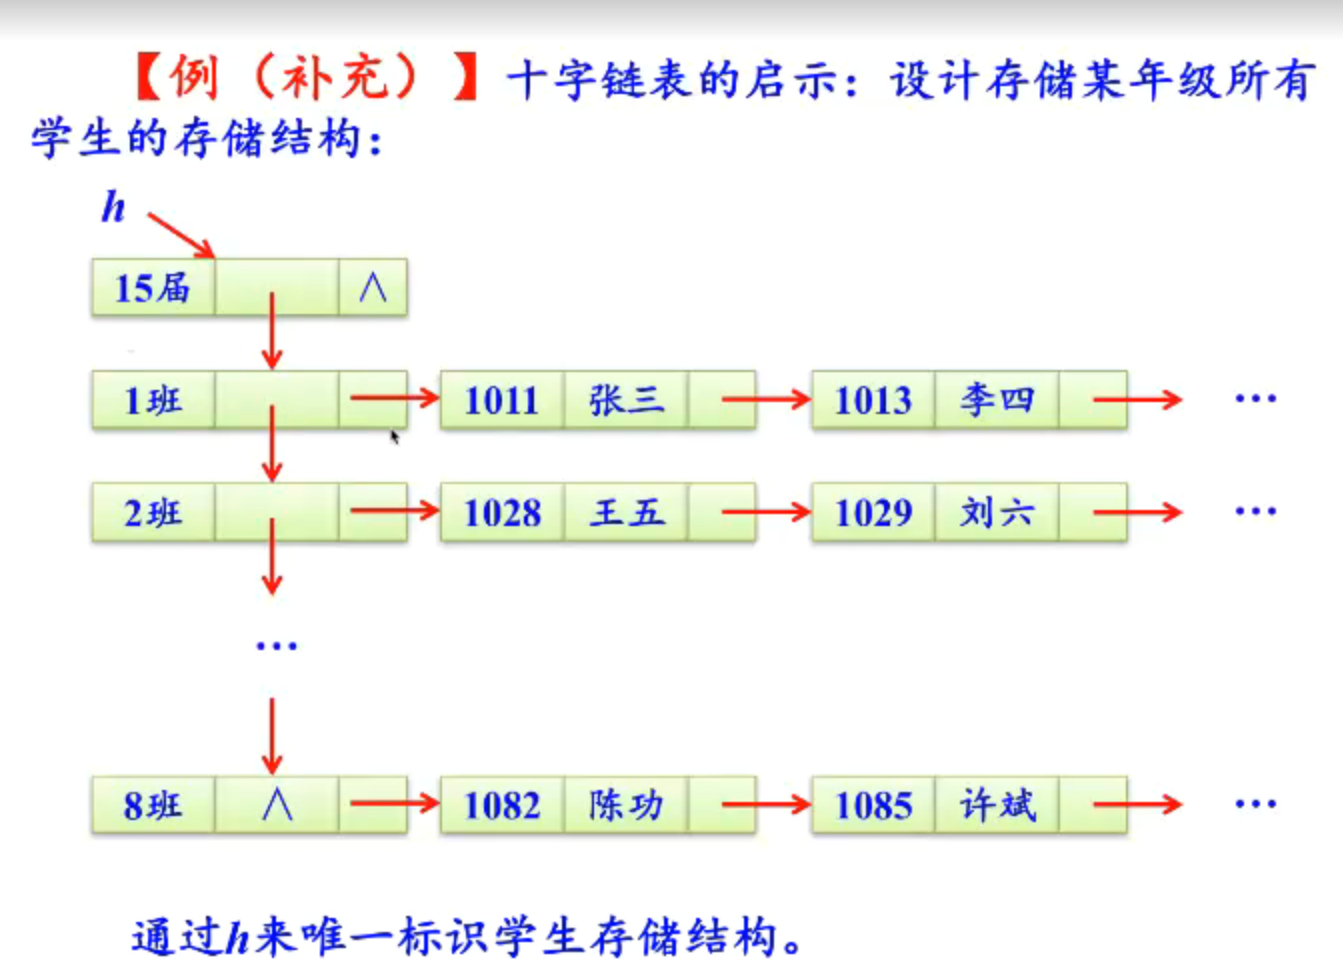 【例（补充）】十字链表的启示：设计存储某年级所有
学生的存储结构：
h
15届 ∧
1班 1011 张三 1013 李四 …
2班 1028 王五 1029 刘六 …
…
8班 ∧ 1082 陈功 1085 许斌 …
通过h来唯一标识学生存储结构。